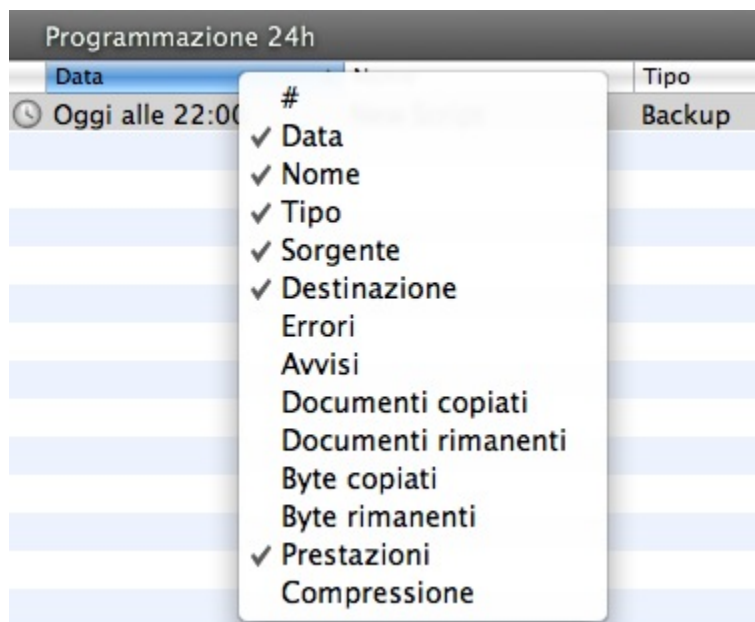 Programmazione 24h
Data
Tipo
Oggi alle 22:00
Backup
#
Data
Nome
Tipo
Sorgente
Destinazione
Errori
Avvisi
Documenti copiati
Documenti rimanenti
Byte copiati
Byte rimanenti
Prestazioni
Compressione